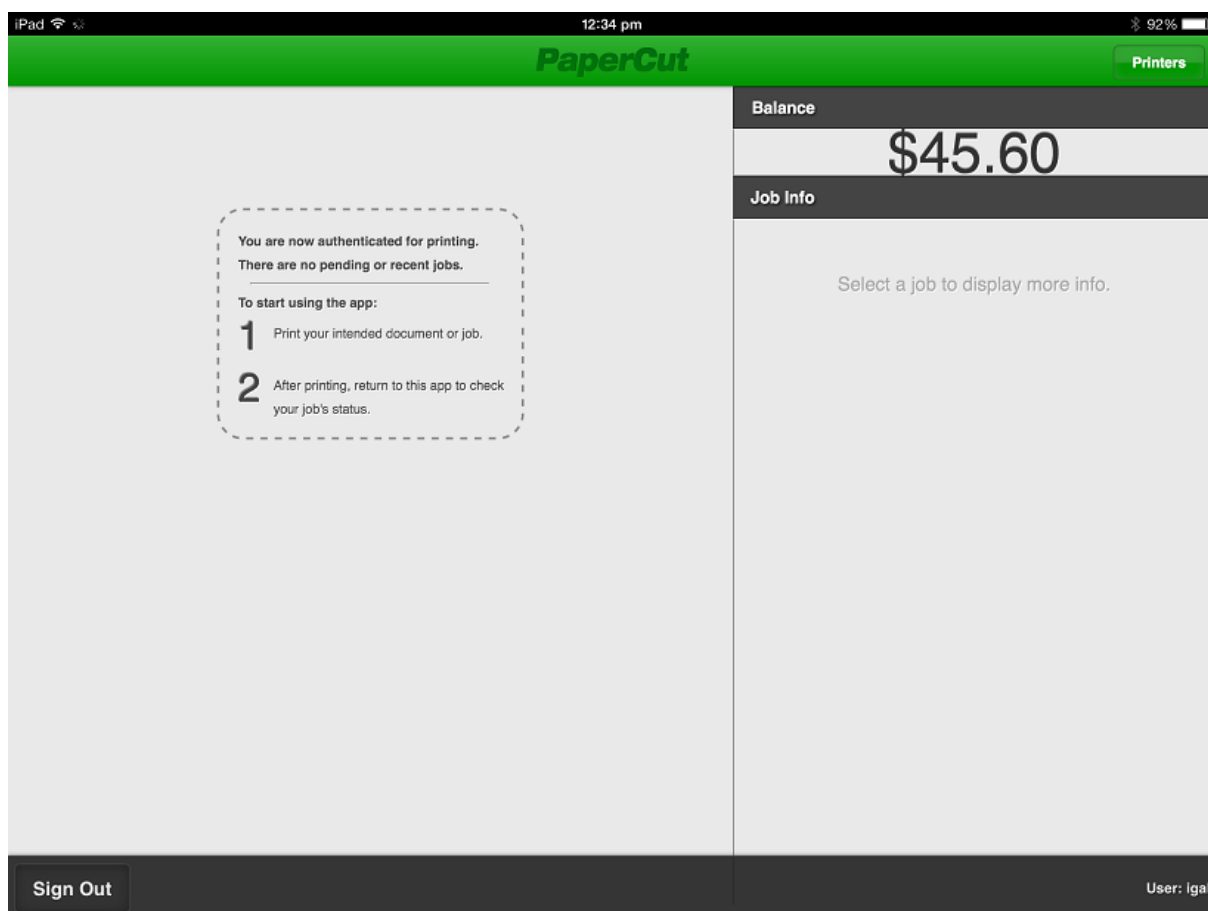 iPad
12:34 pm
92%
PaperCut
Printers
Balance
$45.60
Job Info
You are now authenticated for printing.
There are no pending or recent jobs.
To start using the app:
1 Print your intended document or job.
2 After printing, return to this app to check
your job's status.
Select a job to display more info.
Sign Out
User: